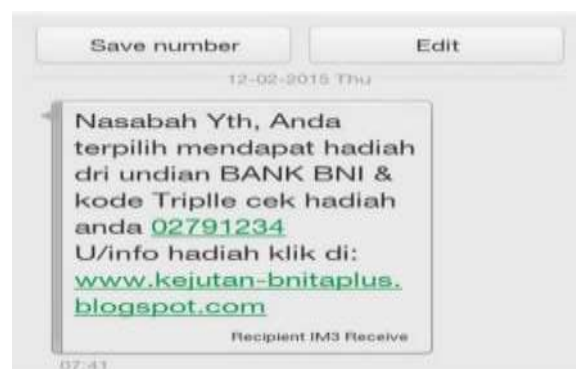 Save number
Edit
12-02-2015 Thu
Nasabah Yth, Anda
terpilih mendapat hadiah
dri undian BANK BNI &
kode Triplle cek hadiah
anda 02791234
U/info hadiah klik di:
www.kejutan-bnitaplus.
blogspot.com
Recipient IM3 Receive
07:41